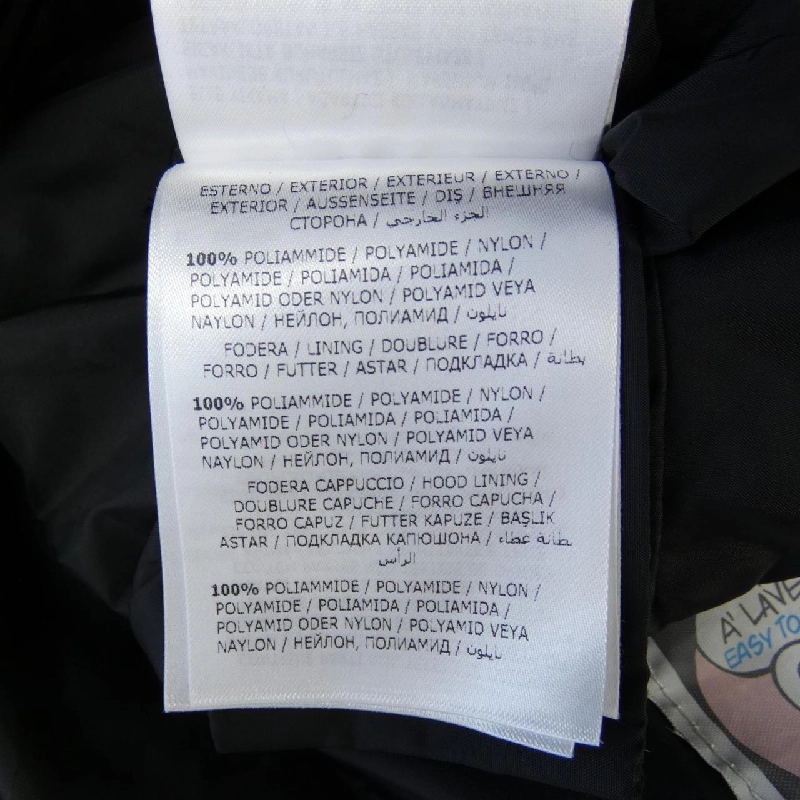 ESTERNO / EXTERIOR / EXTERIEUR / EXTERNO /
EXTERIOR / AUSSENSEITE / DIŞ / ВНЕШНЯЯ
СТОРОНА / الجزء الخارجي
100% POLIAMMIDE / POLYAMIDE / NYLON /
POLYAMIDE / POLIAMIDA / POLIAMIDA /
POLYAMID ODER NYLON / POLYAMID VEYA
NAYLON / НЕЙЛОН, ПОЛИАМИД / نايلون
FODERA / LINING / DOUBLURE / FORRO /
FORRO / FUTTER / ASTAR / ПОДКЛАДКА / بطانة
100% POLIAMMIDE / POLYAMIDE / NYLON /
POLYAMIDE / POLIAMIDA / POLIAMIDA /
POLYAMID ODER NYLON / POLYAMID VEYA
NAYLON / НЕЙЛОН, ПОЛИАМИД / نايلون
FODERA CAPPUCCIO / HOOD LINING /
DOUBLURE CAPUCHE / FORRO CAPUCHA /
FORRO CAPUZ / FUTTER KAPUZE / BAŞLIK
ASTAR / ПОДКЛАДКА КАПЮШОНА / بطانة غطاء
الرأس
100% POLIAMMIDE / POLYAMIDE / NYLON /
POLYAMIDE / POLIAMIDA / POLIAMIDA /
POLYAMID ODER NYLON / POLYAMID VEYA
NAYLON / НЕЙЛОН, ПОЛИАМИД / نايلون
A' LAVE
EASY TO